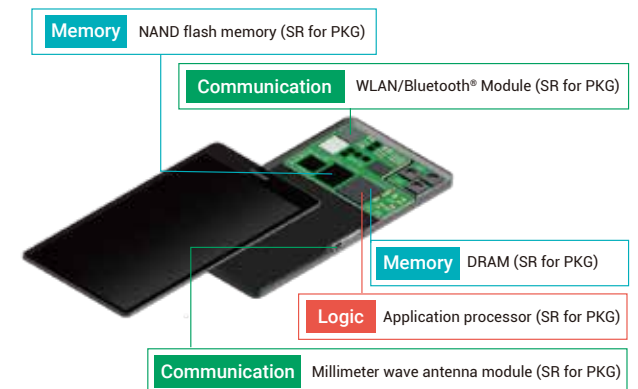 Memory NAND flash memory (SR for PKG)
Communication WLAN/Bluetooth® Module (SR for PKG)
Memory DRAM (SR for PKG)
Logic Application processor (SR for PKG)
Communication Millimeter wave antenna module (SR for PKG)